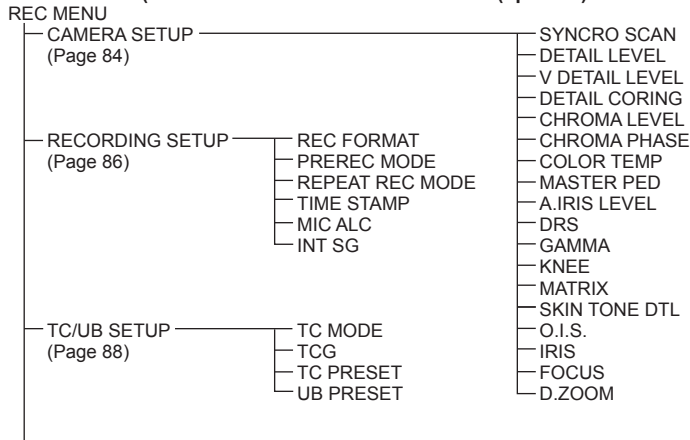 REC MENU
CAMERA SETUP
(Page 84)
SYNCRO SCAN
DETAIL LEVEL
V DETAIL LEVEL
DETAIL CORING
CHROMA LEVEL
CHROMA PHASE
COLOR TEMP
MASTER PED
A.IRIS LEVEL
DRS
GAMMA
KNEE
MATRIX
SKIN TONE DTL
O.I.S.
IRIS
FOCUS
D.ZOOM
RECORDING SETUP
(Page 86)
REC FORMAT
PREREC MODE
REPEAT REC MODE
TIME STAMP
MIC ALC
INT SG
TC/UB SETUP
(Page 88)
TC MODE
TCG
TC PRESET
UB PRESET